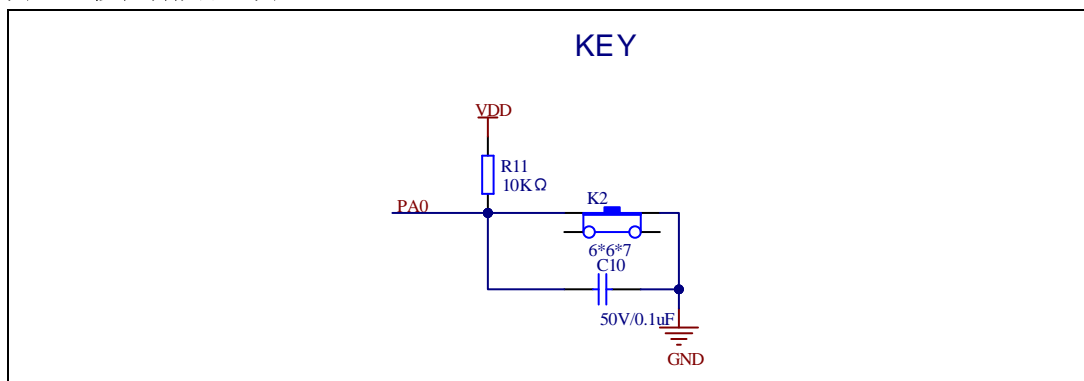 KEY
VDD
R11
10KΩ
PA0
K2
6*6*7
C10
50V/0.1uF
GND